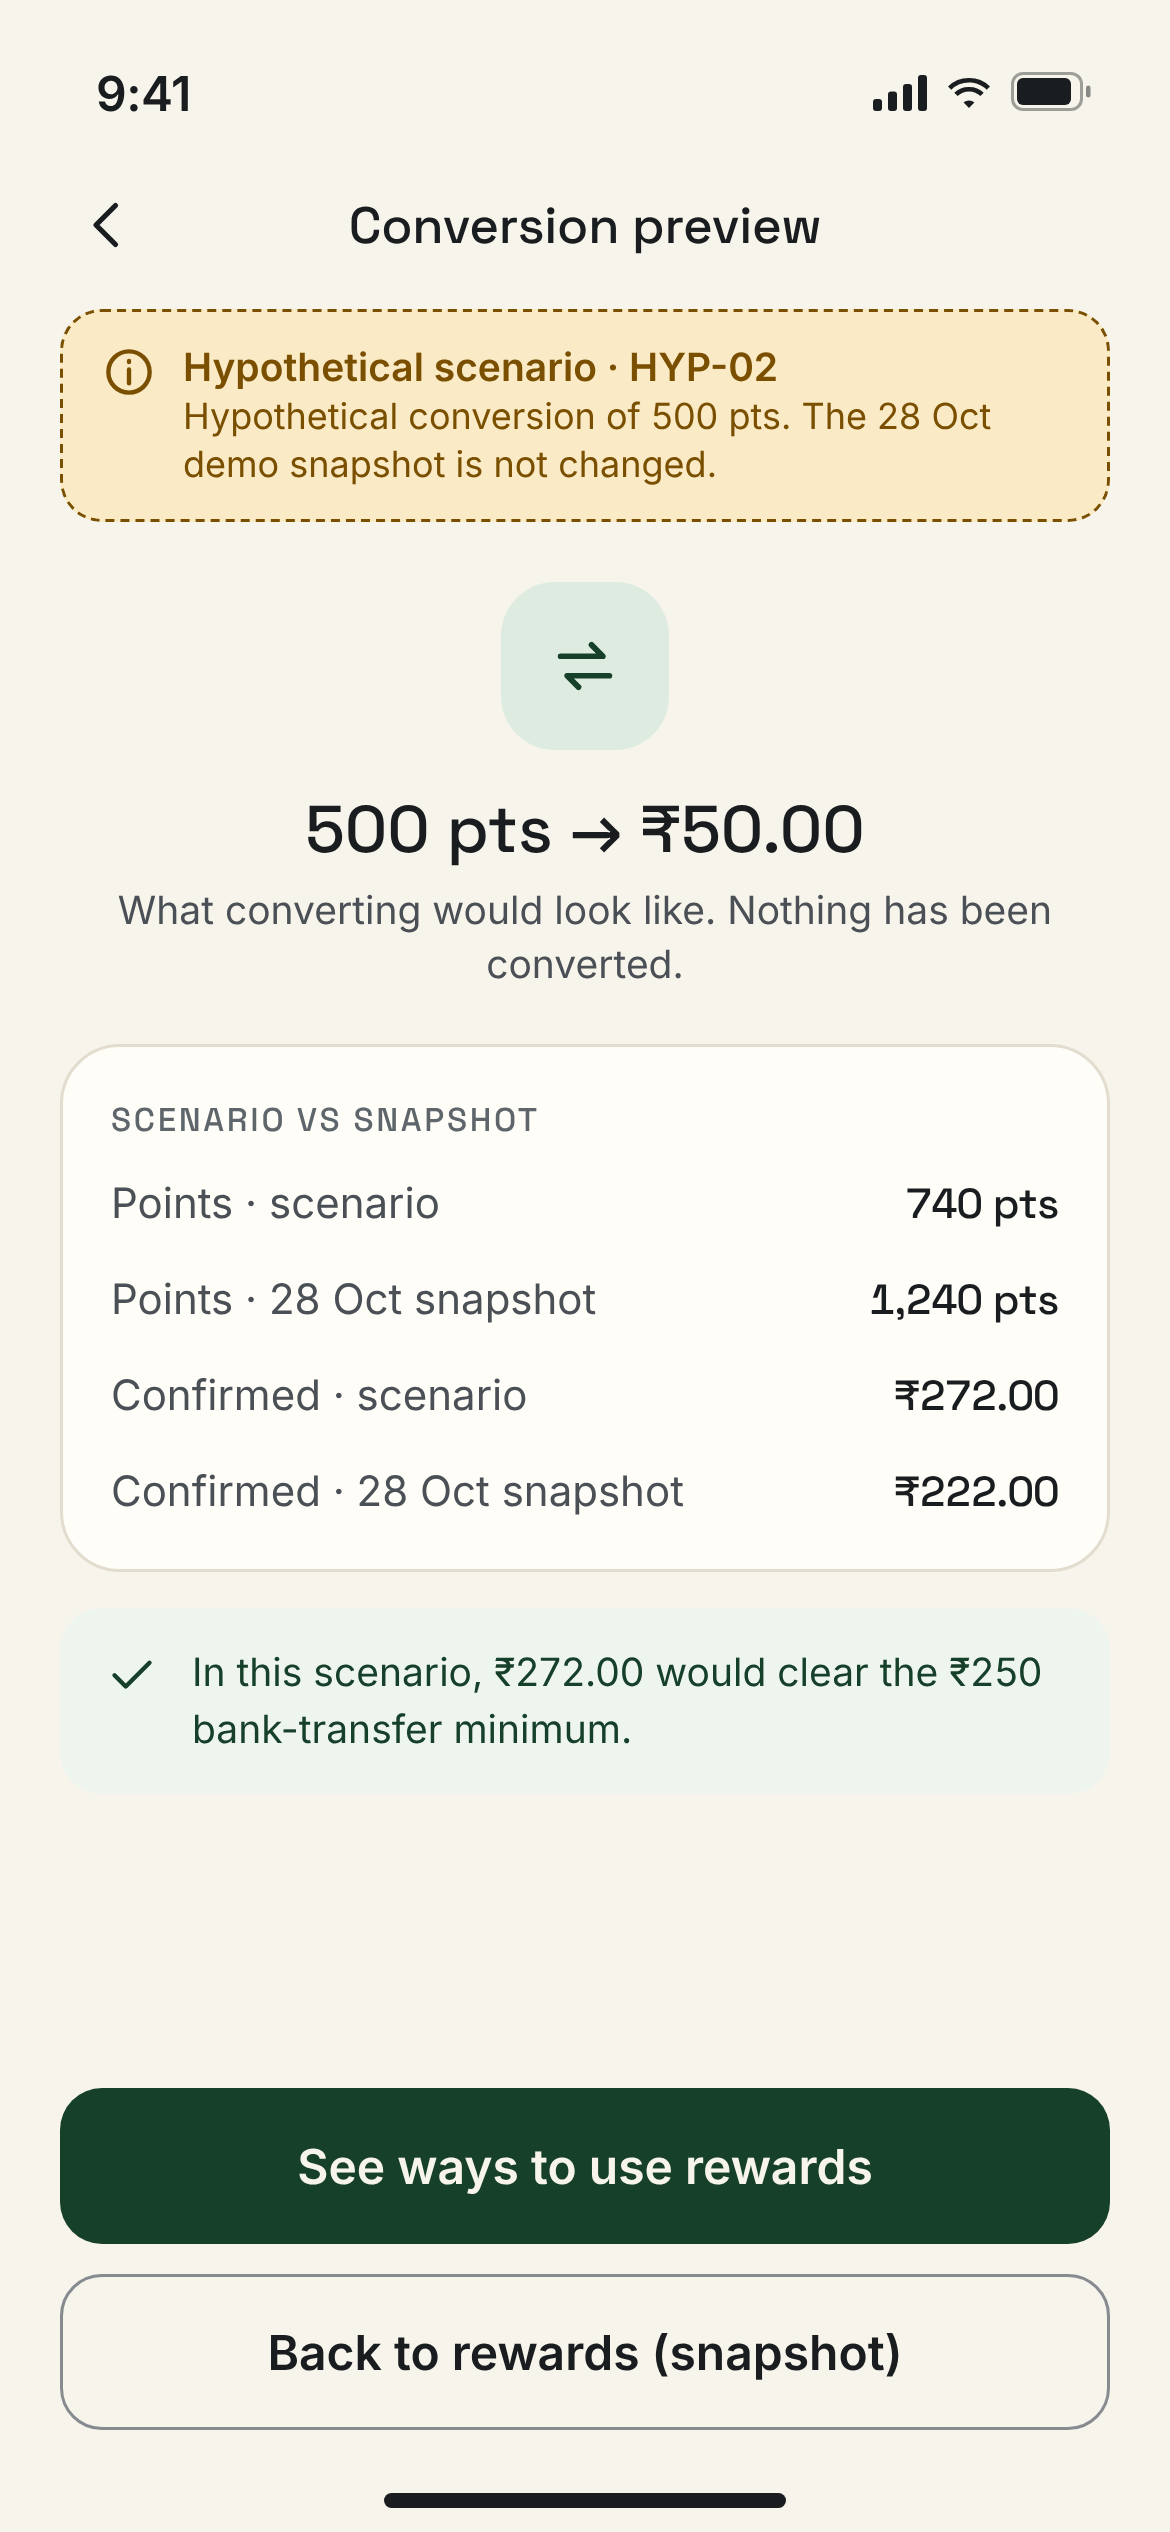 9:41
Conversion preview
Hypothetical scenario · HYP-02
Hypothetical conversion of 500 pts. The 28 Oct
demo snapshot is not changed.
500 pts → ₹50.00
What converting would look like. Nothing has been
converted.
SCENARIO VS SNAPSHOT
Points · scenario 740 pts
Points · 28 Oct snapshot 1,240 pts
Confirmed · scenario ₹272.00
Confirmed · 28 Oct snapshot ₹222.00
In this scenario, ₹272.00 would clear the ₹250
bank-transfer minimum.
See ways to use rewards
Back to rewards (snapshot)